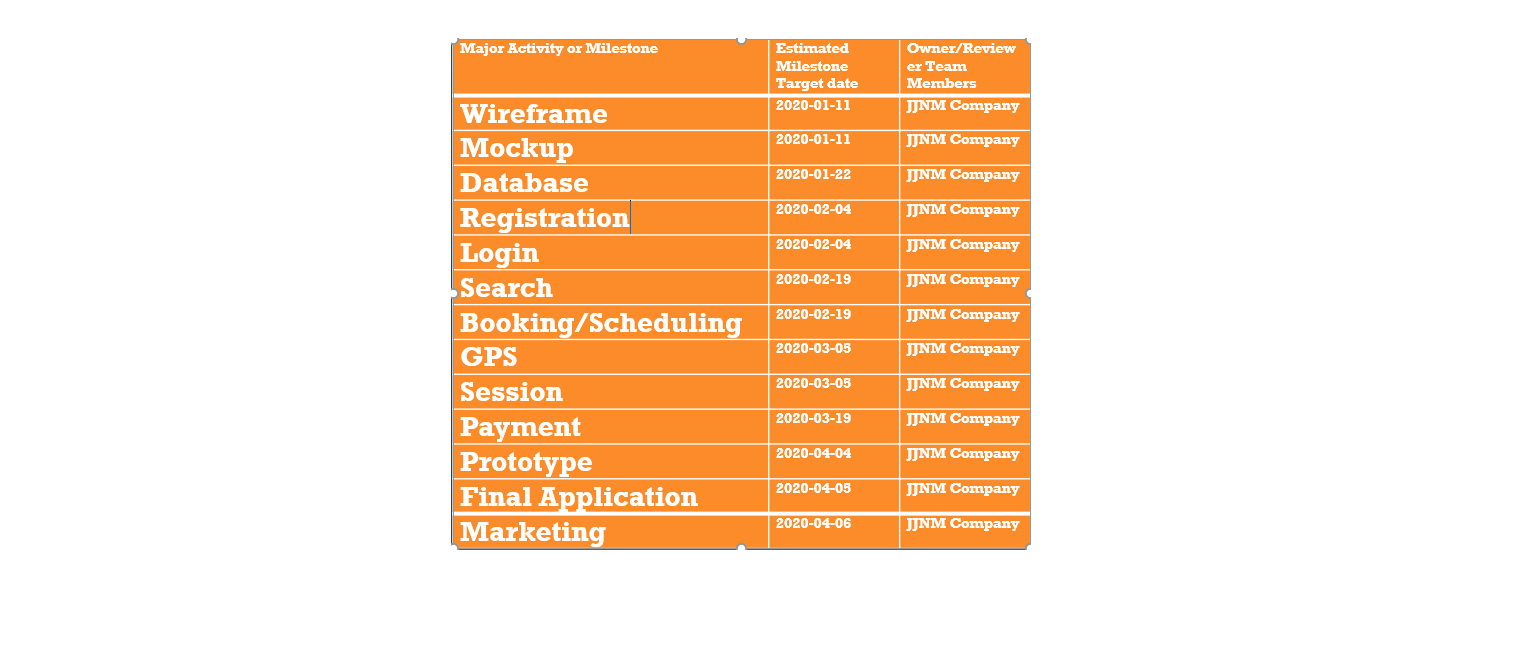 Major Activity or Milestone
Estimated
Milestone
Target date
Owner/Review
er Team
Members
Wireframe 2020-01-11 JJNM Company
Mockup 2020-01-11 JJNM Company
Database 2020-01-22 JJNM Company
Registration 2020-02-04 JJNM Company
Login 2020-02-04 JJNM Company
Search 2020-02-19 JJNM Company
Booking/Scheduling 2020-02-19 JJNM Company
GPS 2020-03-05 JJNM Company
Session 2020-03-05 JJNM Company
Payment 2020-03-19 JJNM Company
Prototype 2020-04-04 JJNM Company
Final Application 2020-04-05 JJNM Company
Marketing 2020-04-06 JJNM Company